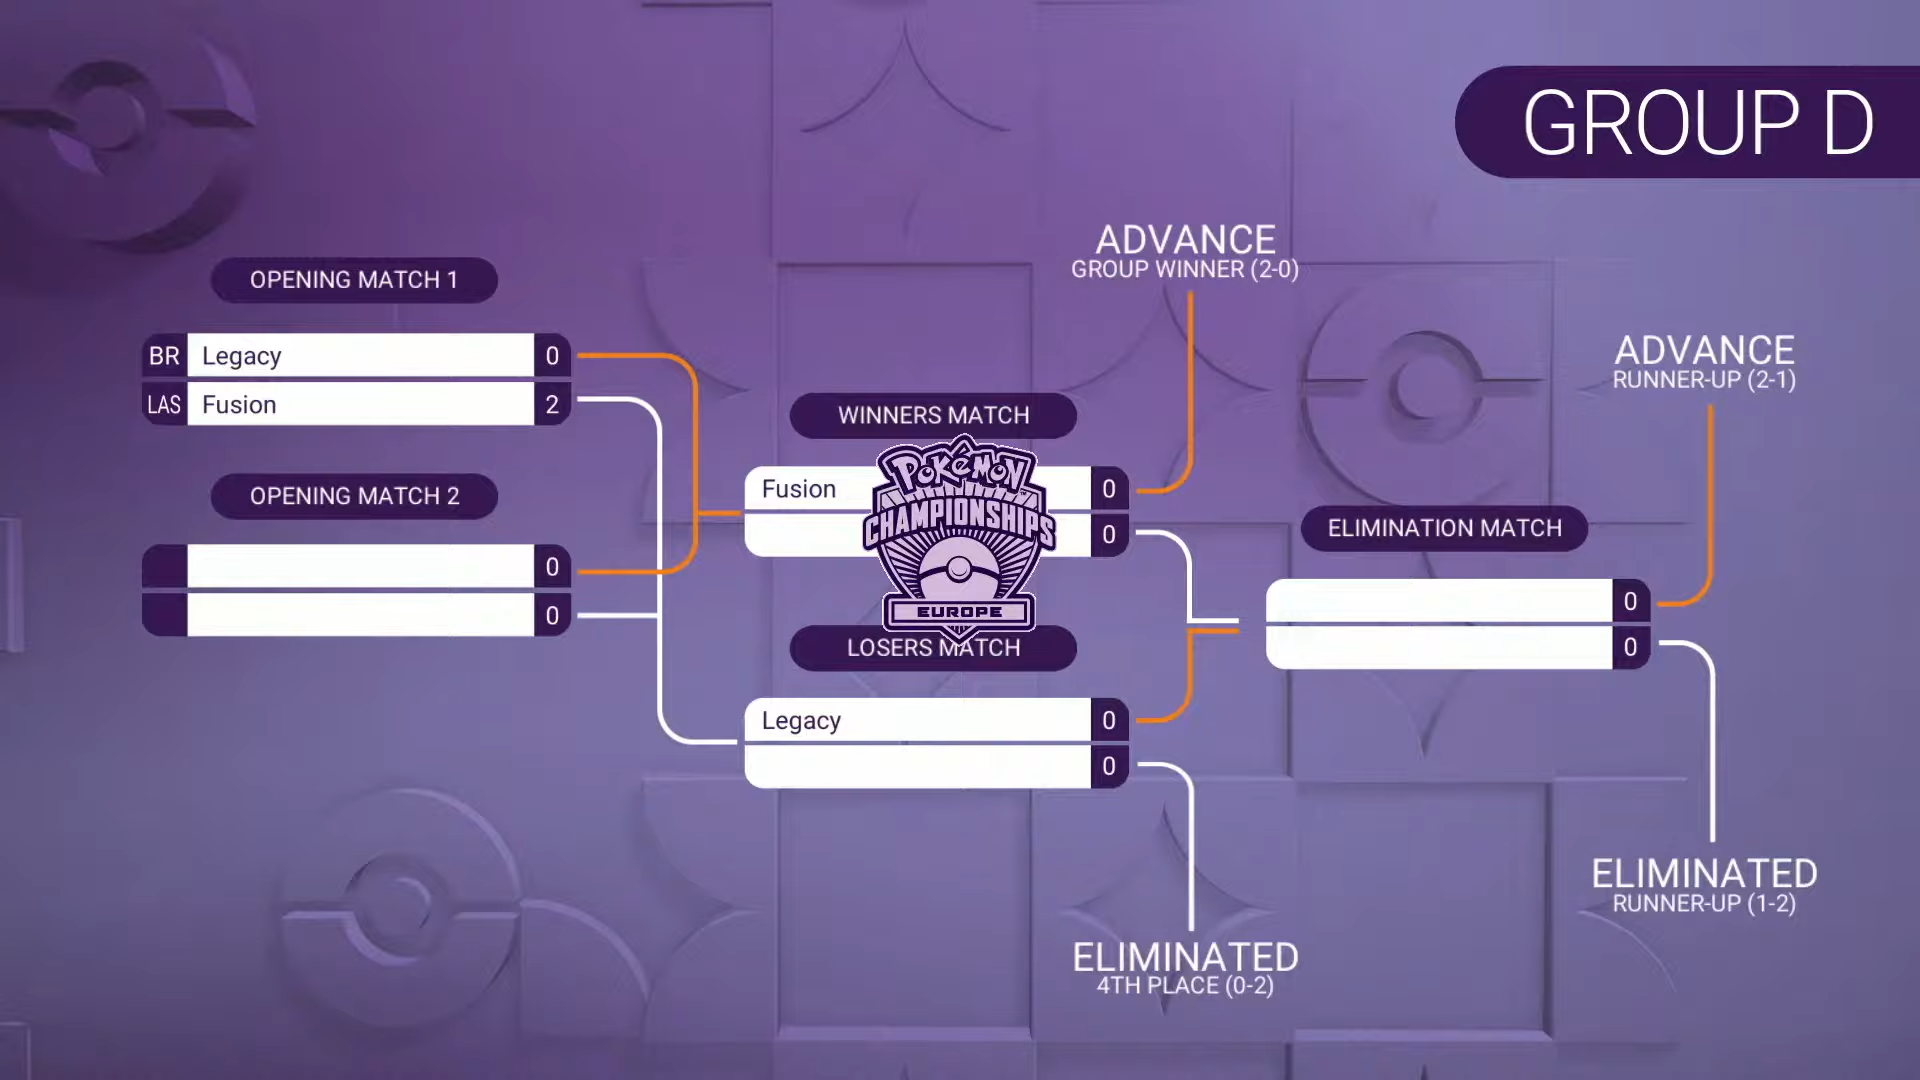 GROUP D
ADVANCE
GROUP WINNER (2-0)
OPENING MATCH 1
BR Legacy 0
LAS Fusion 2
ADVANCE
RUNNER-UP (2-1)
WINNERS MATCH
Fusion 0
0
POKéMON
CHAMPIONSHIPS
EUROPE
OPENING MATCH 2
0
0
ELIMINATION MATCH
0
0
LOSERS MATCH
Legacy 0
0
ELIMINATED
RUNNER-UP (1-2)
ELIMINATED
4TH PLACE (0-2)